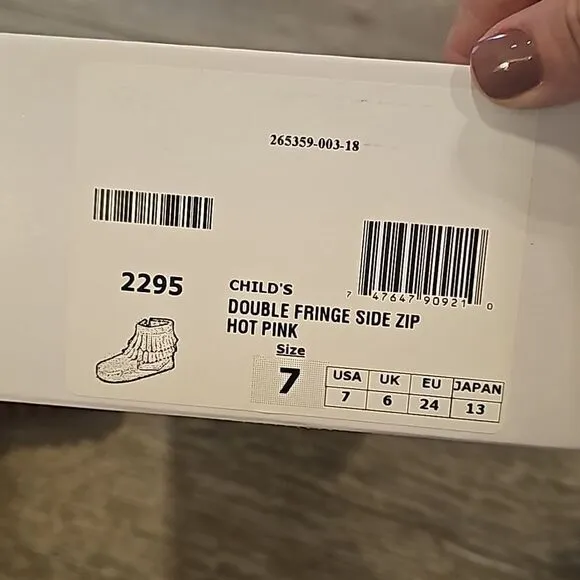 265359-003-18
2295
CHILD'S
DOUBLE FRINGE SIDE ZIP
HOT PINK
7 47647 90921 0
Size
7
USA UK EU JAPAN
7 6 24 13